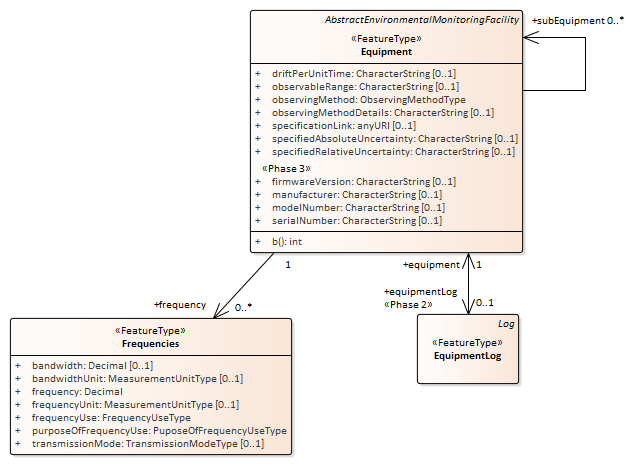 AbstractEnvironmentalMonitoringFacility
«FeatureType»
Equipment
+ driftPerUnitTime: CharacterString [0..1]
+ observableRange: CharacterString [0..1]
+ observingMethod: ObservingMethodType
+ observingMethodDetails: CharacterString [0..1]
+ specificationLink: anyURI [0..1]
+ specifiedAbsoluteUncertainty: CharacterString [0..1]
+ specifiedRelativeUncertainty: CharacterString [0..1]
«Phase 3»
+ firmwareVersion: CharacterString [0..1]
+ manufacturer: CharacterString [0..1]
+ modelNumber: CharacterString [0..1]
+ serialNumber: CharacterString [0..1]
+ b(): int
+subEquipment 0..*
1
+frequency
0..*
+equipment
1
+equipmentLog
«Phase 2»
0..1
«FeatureType»
Frequencies
+ bandwidth: Decimal [0..1]
+ bandwidthUnit: MeasurementUnitType [0..1]
+ frequency: Decimal
+ frequencyUnit: MeasurementUnitType [0..1]
+ frequencyUse: FrequencyUseType
+ purposeOfFrequencyUse: PuposeOfFrequencyUseType
+ transmissionMode: TransmissionModeType [0..1]
Log
«FeatureType»
EquipmentLog